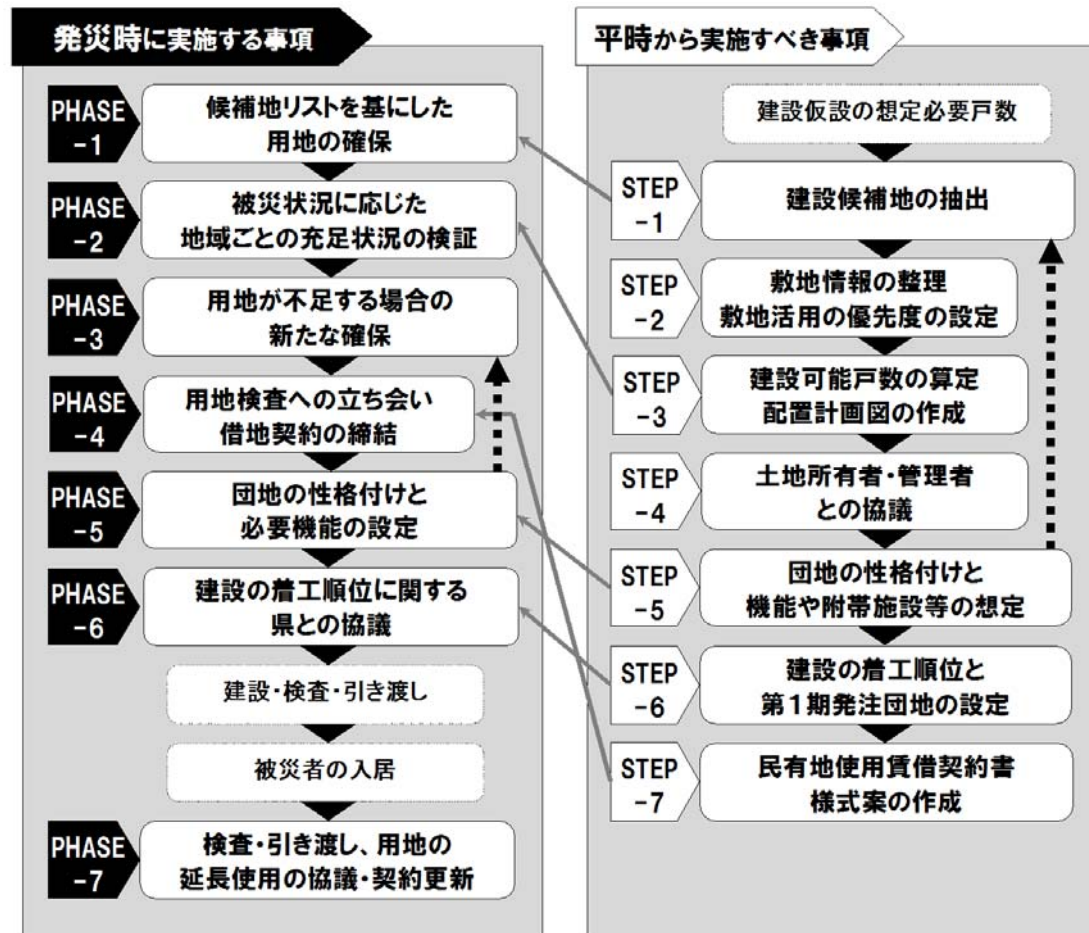 発災時に実施する事項
PHASE
-1
候補地リストを基にした
用地の確保
PHASE
-2
被災状況に応じた
地域ごとの充足状況の検証
PHASE
-3
用地が不足する場合の
新たな確保
PHASE
-4
用地検査への立ち会い
借地契約の締結
PHASE
-5
団地の性格付けと
必要機能の設定
PHASE
-6
建設の着工順位に関する
県との協議
建設・検査・引き渡し
被災者の入居
PHASE
-7
検査・引き渡し、用地の
延長使用の協議・契約更新
平時から実施すべき事項
建設仮設の想定必要戸数
STEP
-1
建設候補地の抽出
STEP
-2
敷地情報の整理
敷地活用の優先度の設定
STEP
-3
建設可能戸数の算定
配置計画図の作成
STEP
-4
土地所有者・管理者
との協議
STEP
-5
団地の性格付けと
機能や附帯施設等の想定
STEP
-6
建設の着工順位と
第1期発注団地の設定
STEP
-7
民有地使用賃借契約書
様式案の作成